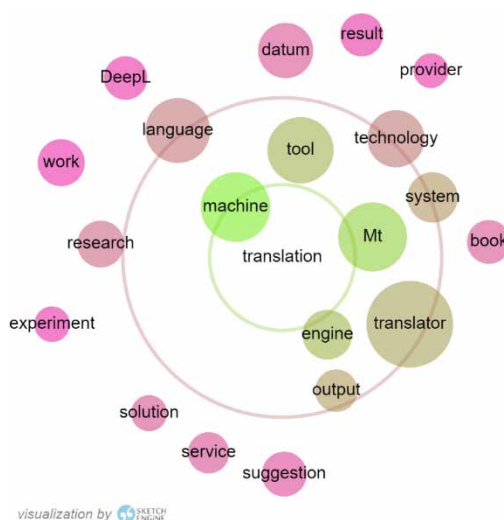 result
datum
provider
DeepL
language
technology
tool
work
system
machine
Mt
research
translation
book
experiment
engine
translator
output
solution
service
suggestion
visualization by SKETCH
ENGINE